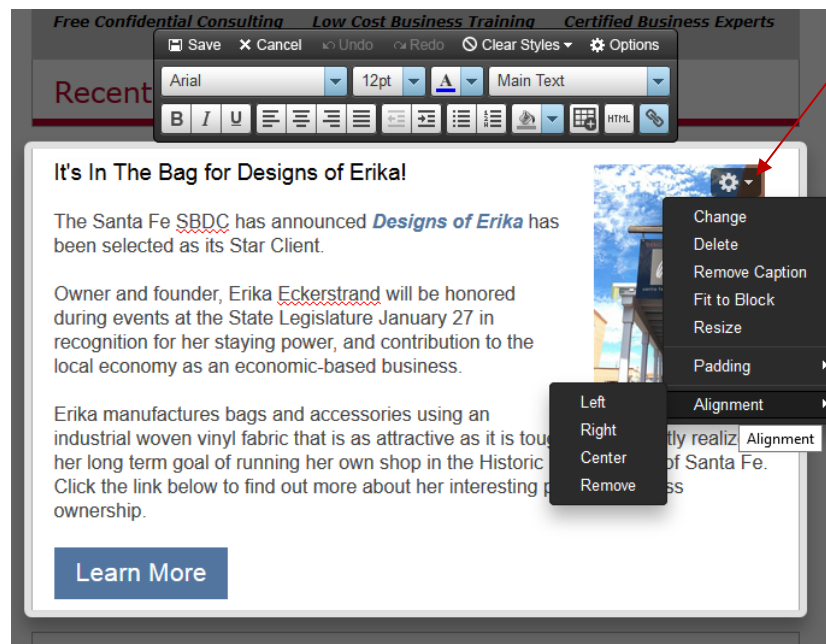 Free Confidential Consulting Low Cost Business Training Certified Business Experts
Save Cancel Undo Redo Clear Styles Options
Recent
Arial 12pt A Main Text
B I U HTML
It's In The Bag for Designs of Erika!
The Santa Fe SBDC has announced Designs of Erika has
been selected as its Star Client.
Owner and founder, Erika Eckerstrand will be honored
during events at the State Legislature January 27 in
recognition for her staying power, and contribution to the
local economy as an economic-based business.
Erika manufactures bags and accessories using an
industrial woven vinyl fabric that is as attractive as it is
her long term goal of running her own shop in the Historic of Santa Fe.
Click the link below to find out more about her interesting
ownership.
Learn More
Change
Delete
Remove Caption
Fit to Block
Resize
Padding
Alignment
Alignment
Left
Right
Center
Remove